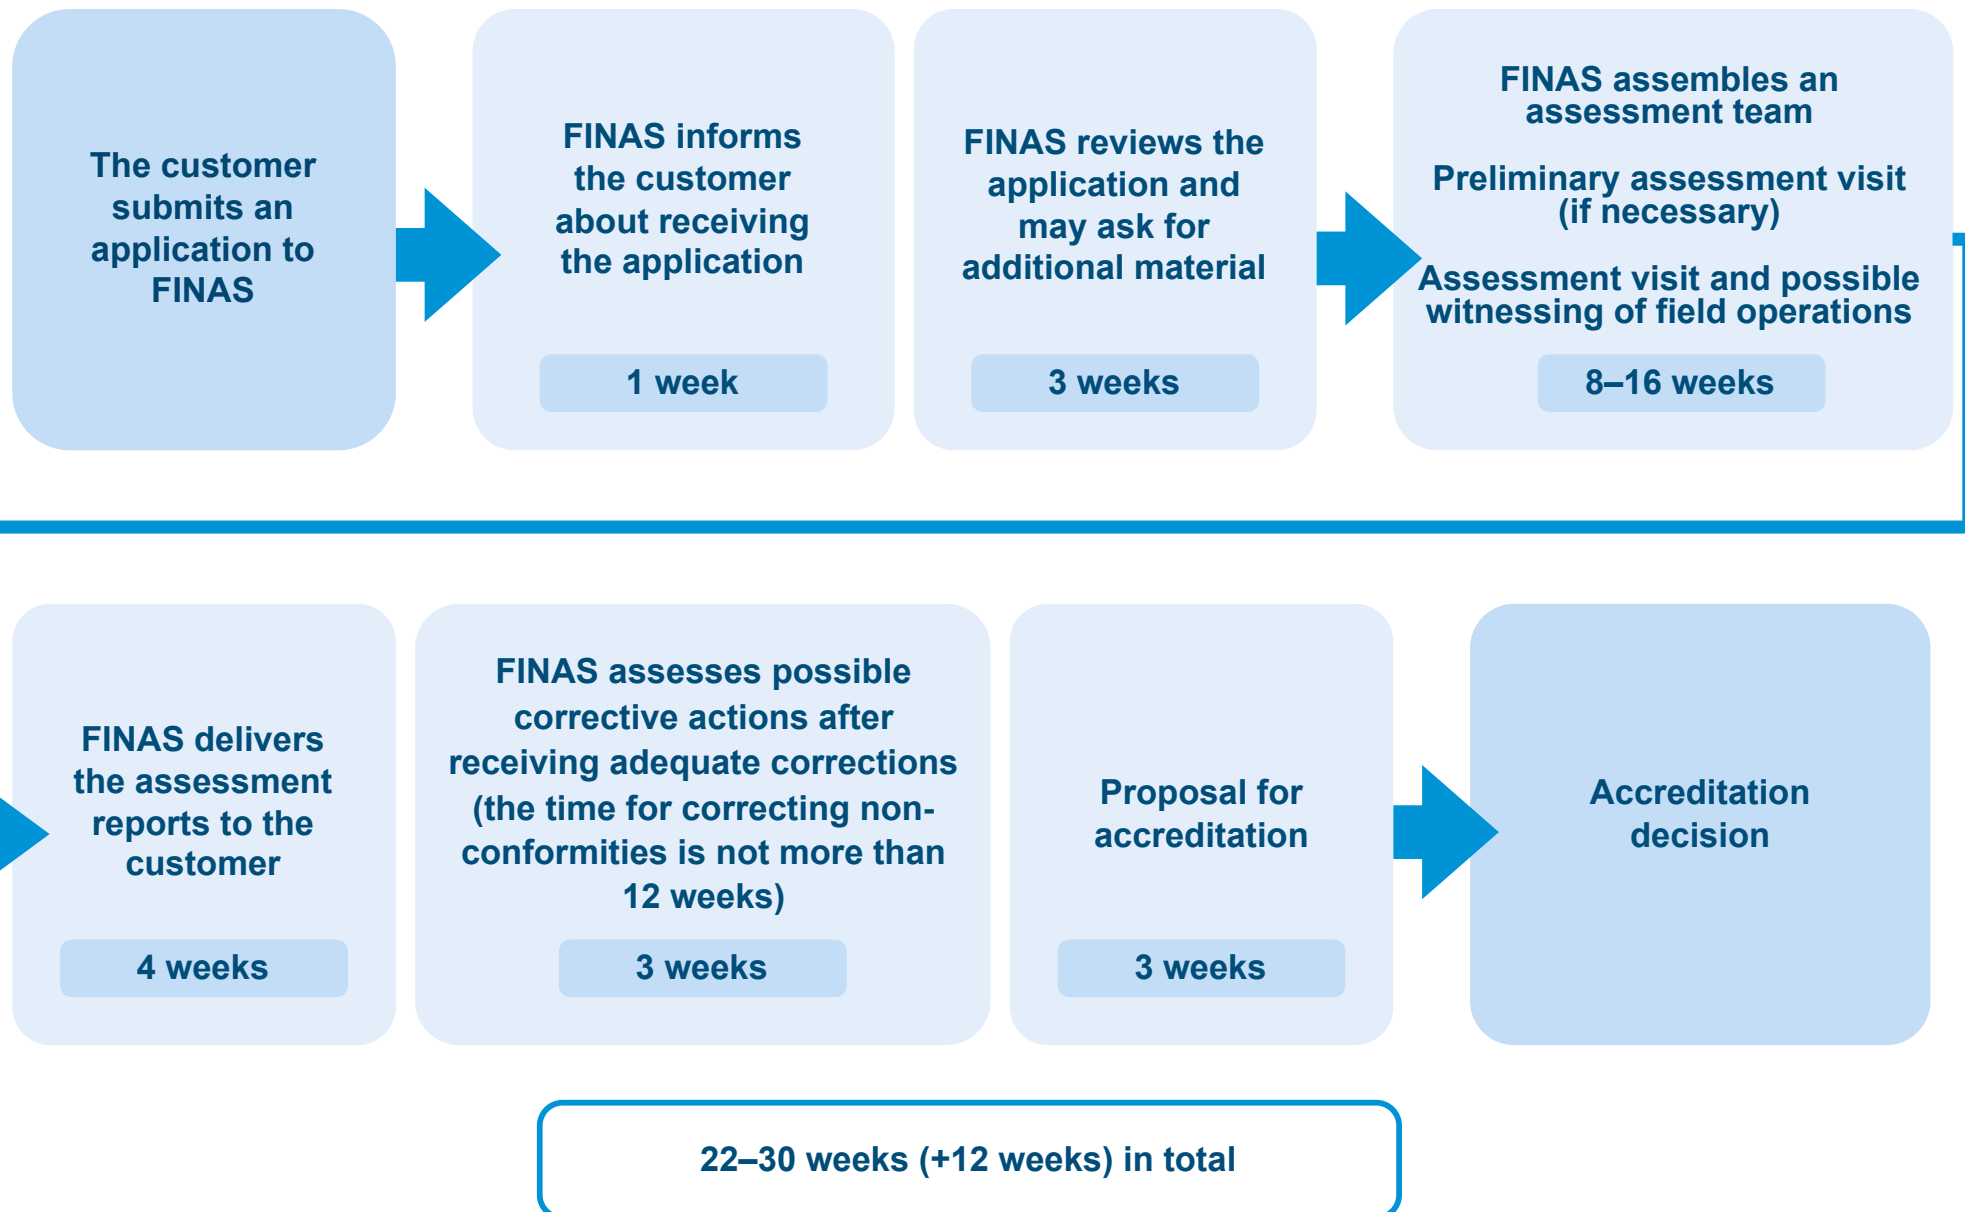 The customer
submits an
application to
FINAS
FINAS informs
the customer
about receiving
the application
1 week
FINAS reviews the
application and
may ask for
additional material
3 weeks
FINAS assembles an
assessment team
Preliminary assessment visit
(if necessary)
Assessment visit and possible
witnessing of field operations
8–16 weeks
FINAS delivers
the assessment
reports to the
customer
4 weeks
FINAS assesses possible
corrective actions after
receiving adequate corrections
(the time for correcting non-
conformities is not more than
12 weeks)
3 weeks
Proposal for
accreditation
3 weeks
Accreditation
decision
22–30 weeks (+12 weeks) in total